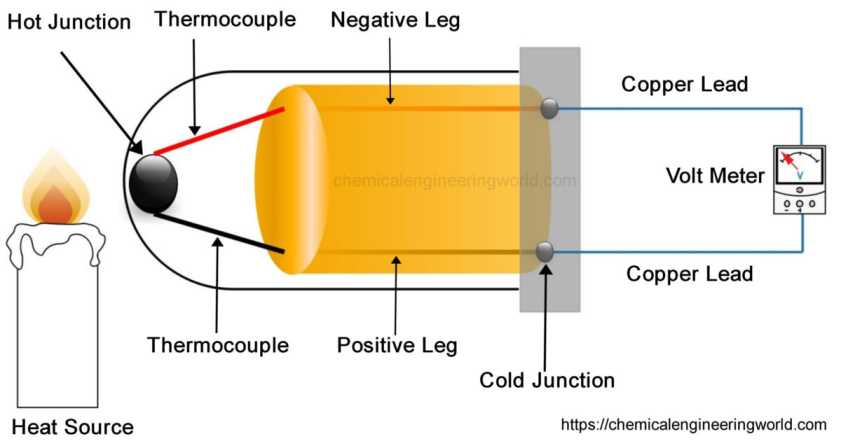 Hot Junction
Thermocouple
Negative Leg
Copper Lead
chemicalengineeringworld.com
Volt Meter
V
Copper Lead
Thermocouple
Positive Leg
Cold Junction
Heat Source
https://chemicalengineeringworld.com